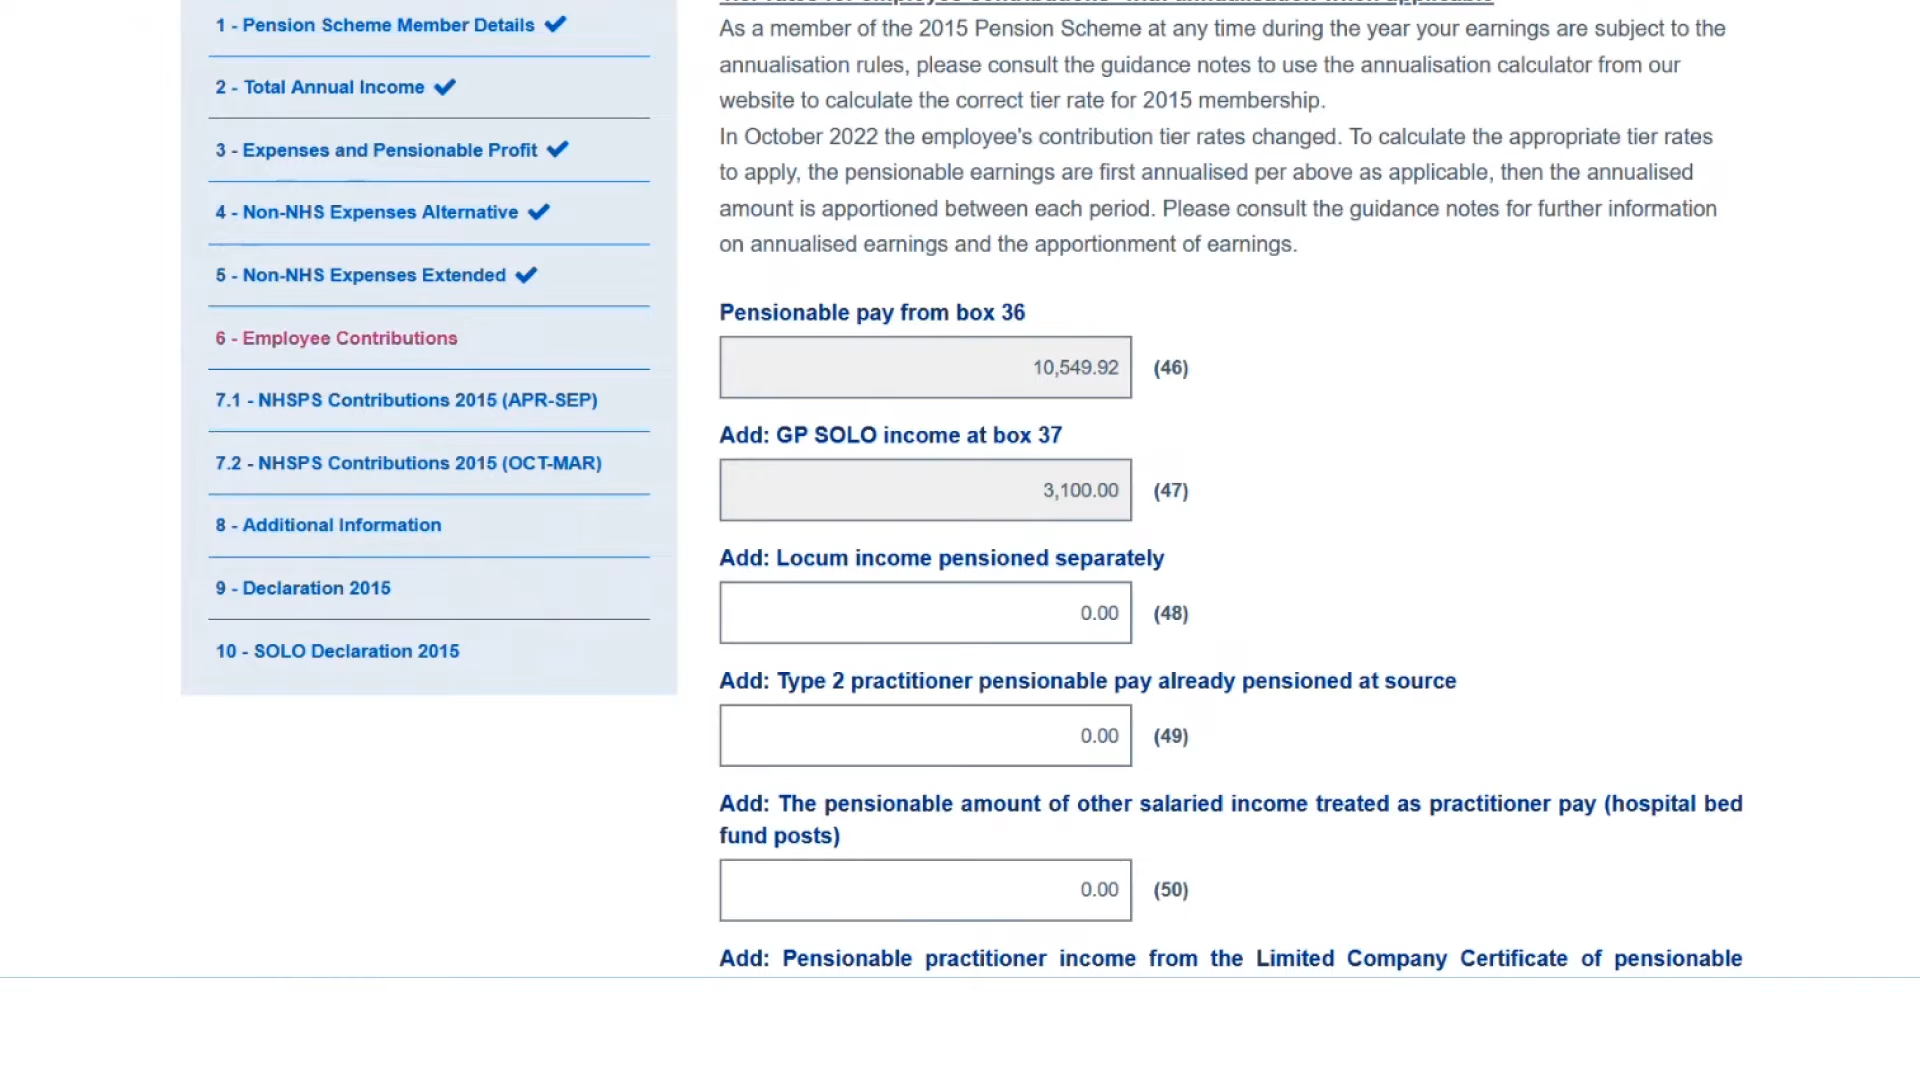 1 - Pension Scheme Member Details
2 - Total Annual Income
3 - Expenses and Pensionable Profit
4 - Non-NHS Expenses Alternative
5 - Non-NHS Expenses Extended
6 - Employee Contributions
7.1 - NHSPS Contributions 2015 (APR-SEP)
7.2 - NHSPS Contributions 2015 (OCT-MAR)
8 - Additional Information
9 - Declaration 2015
10 - SOLO Declaration 2015
As a member of the 2015 Pension Scheme at any time during the year your earnings are subject to the
annualisation rules, please consult the guidance notes to use the annualisation calculator from our
website to calculate the correct tier rate for 2015 membership.
In October 2022 the employee's contribution tier rates changed. To calculate the appropriate tier rates
to apply, the pensionable earnings are first annualised per above as applicable, then the annualised
amount is apportioned between each period. Please consult the guidance notes for further information
on annualised earnings and the apportionment of earnings.
Pensionable pay from box 36
10,549.92 (46)
Add: GP SOLO income at box 37
3,100.00 (47)
Add: Locum income pensioned separately
0.00 (48)
Add: Type 2 practitioner pensionable pay already pensioned at source
0.00 (49)
Add: The pensionable amount of other salaried income treated as practitioner pay (hospital bed
fund posts)
0.00 (50)
Add: Pensionable practitioner income from the Limited Company Certificate of pensionable